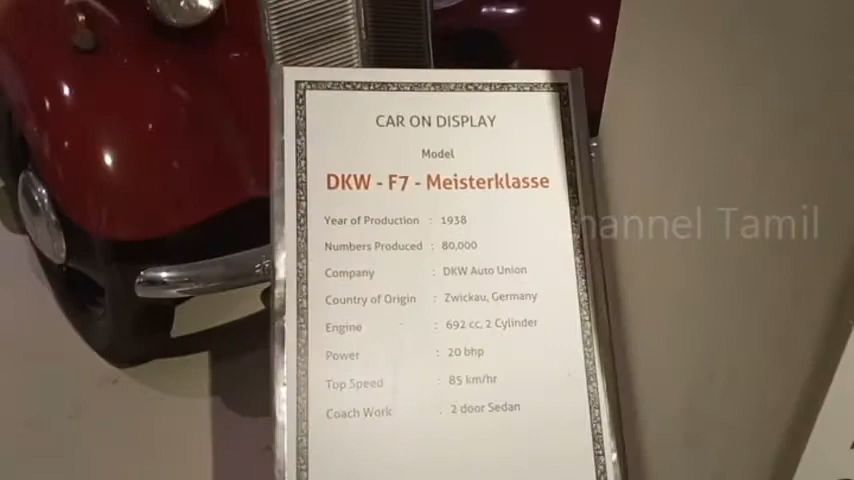 CAR ON DISPLAY
Model
DKW - F7 - Meisterklasse
Year of Production : 1938
Numbers Produced : 80,000
Company : DKW Auto Union
Country of Origin : Zwickau, Germany
Engine : 692 cc, 2 Cylinder
Power : 20 bhp
Top Speed : 85 km/hr
Coach Work : 2 door Sedan
Tamil